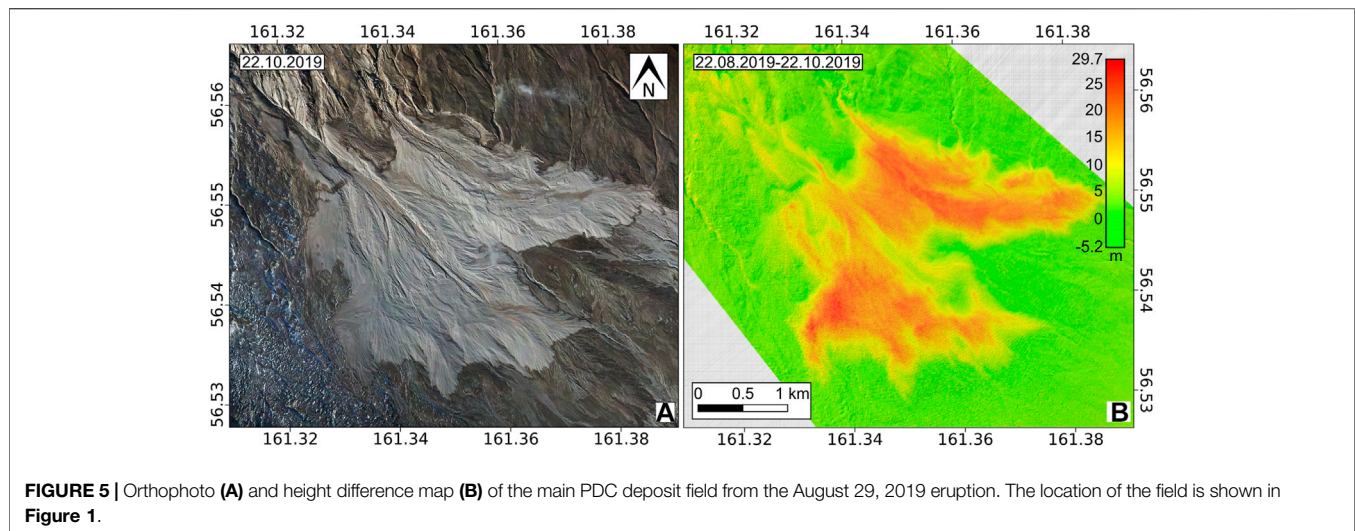 161.32 161.34 161.36 161.38 161.32 161.34 161.36 161.38
22.10.2019
N
22.08.2019-22.10.2019
29.7
25
20
15
10
5
0
-5.2
m
56.56
56.55
56.54
56.53
56.56
56.55
56.54
56.53
0 0.5 1 km
A
B
161.32 161.34 161.36 161.38 161.32 161.34 161.36 161.38
FIGURE 5 | Orthophoto (A) and height difference map (B) of the main PDC deposit field from the August 29, 2019 eruption. The location of the field is shown in
Figure 1.